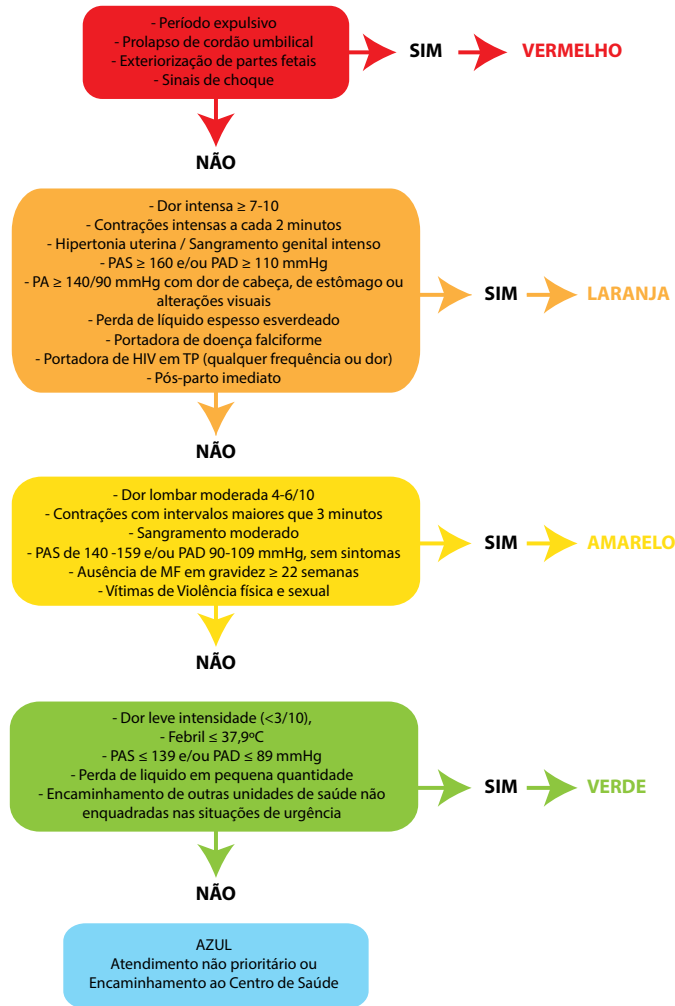 - Período expulsivo
- Prolapso de cordão umbilical
- Exteriorização de partes fetais
- Sinais de choque
SIM
VERMELHO
NÃO
- Dor intensa ≥ 7-10
- Contrações intensas a cada 2 minutos
- Hipertonia uterina / Sangramento genital intenso
- PAS ≥ 160 e/ou PAD ≥ 110 mmHg
- PA ≥ 140/90 mmHg com dor de cabeça, de estômago ou
alterações visuais
- Perda de líquido espesso esverdeado
- Portadora de doença falciforme
- Portadora de HIV em TP (qualquer frequência ou dor)
- Pós-parto imediato
SIM
LARANJA
NÃO
- Dor lombar moderada 4-6/10
- Contrações com intervalos maiores que 3 minutos
- Sangramento moderado
- PAS de 140 -159 e/ou PAD 90-109 mmHg, sem sintomas
- Ausência de MF em gravidez ≥ 22 semanas
- Vítimas de Violência física e sexual
SIM
AMARELO
NÃO
- Dor leve intensidade (<3/10),
- Febril ≤ 37,9ºC
- PAS ≤ 139 e/ou PAD ≤ 89 mmHg
- Perda de liquido em pequena quantidade
- Encaminhamento de outras unidades de saúde não
enquadradas nas situações de urgência
SIM
VERDE
NÃO
AZUL
Atendimento não prioritário ou
Encaminhamento ao Centro de Saúde